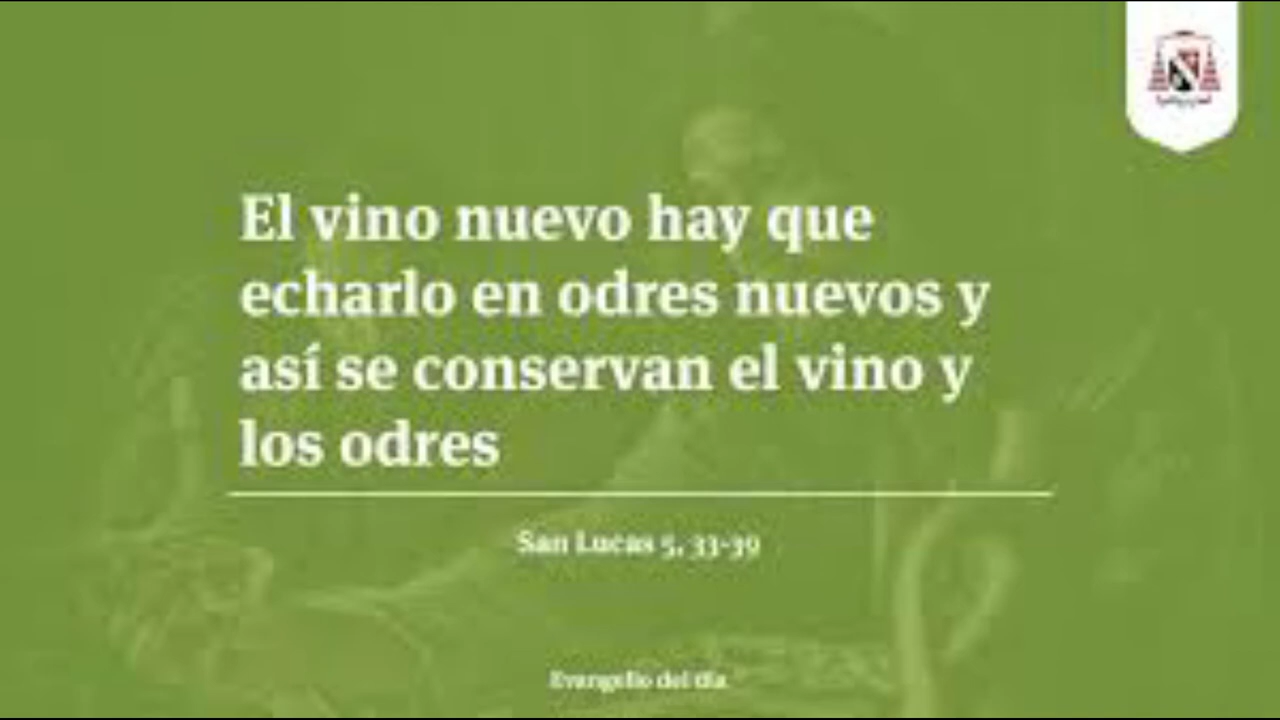 El vino nuevo hay que
echarlo en odres nuevos y
así se conservan el vino y
los odres
San Lucas 5, 33-39
Evangelio del día